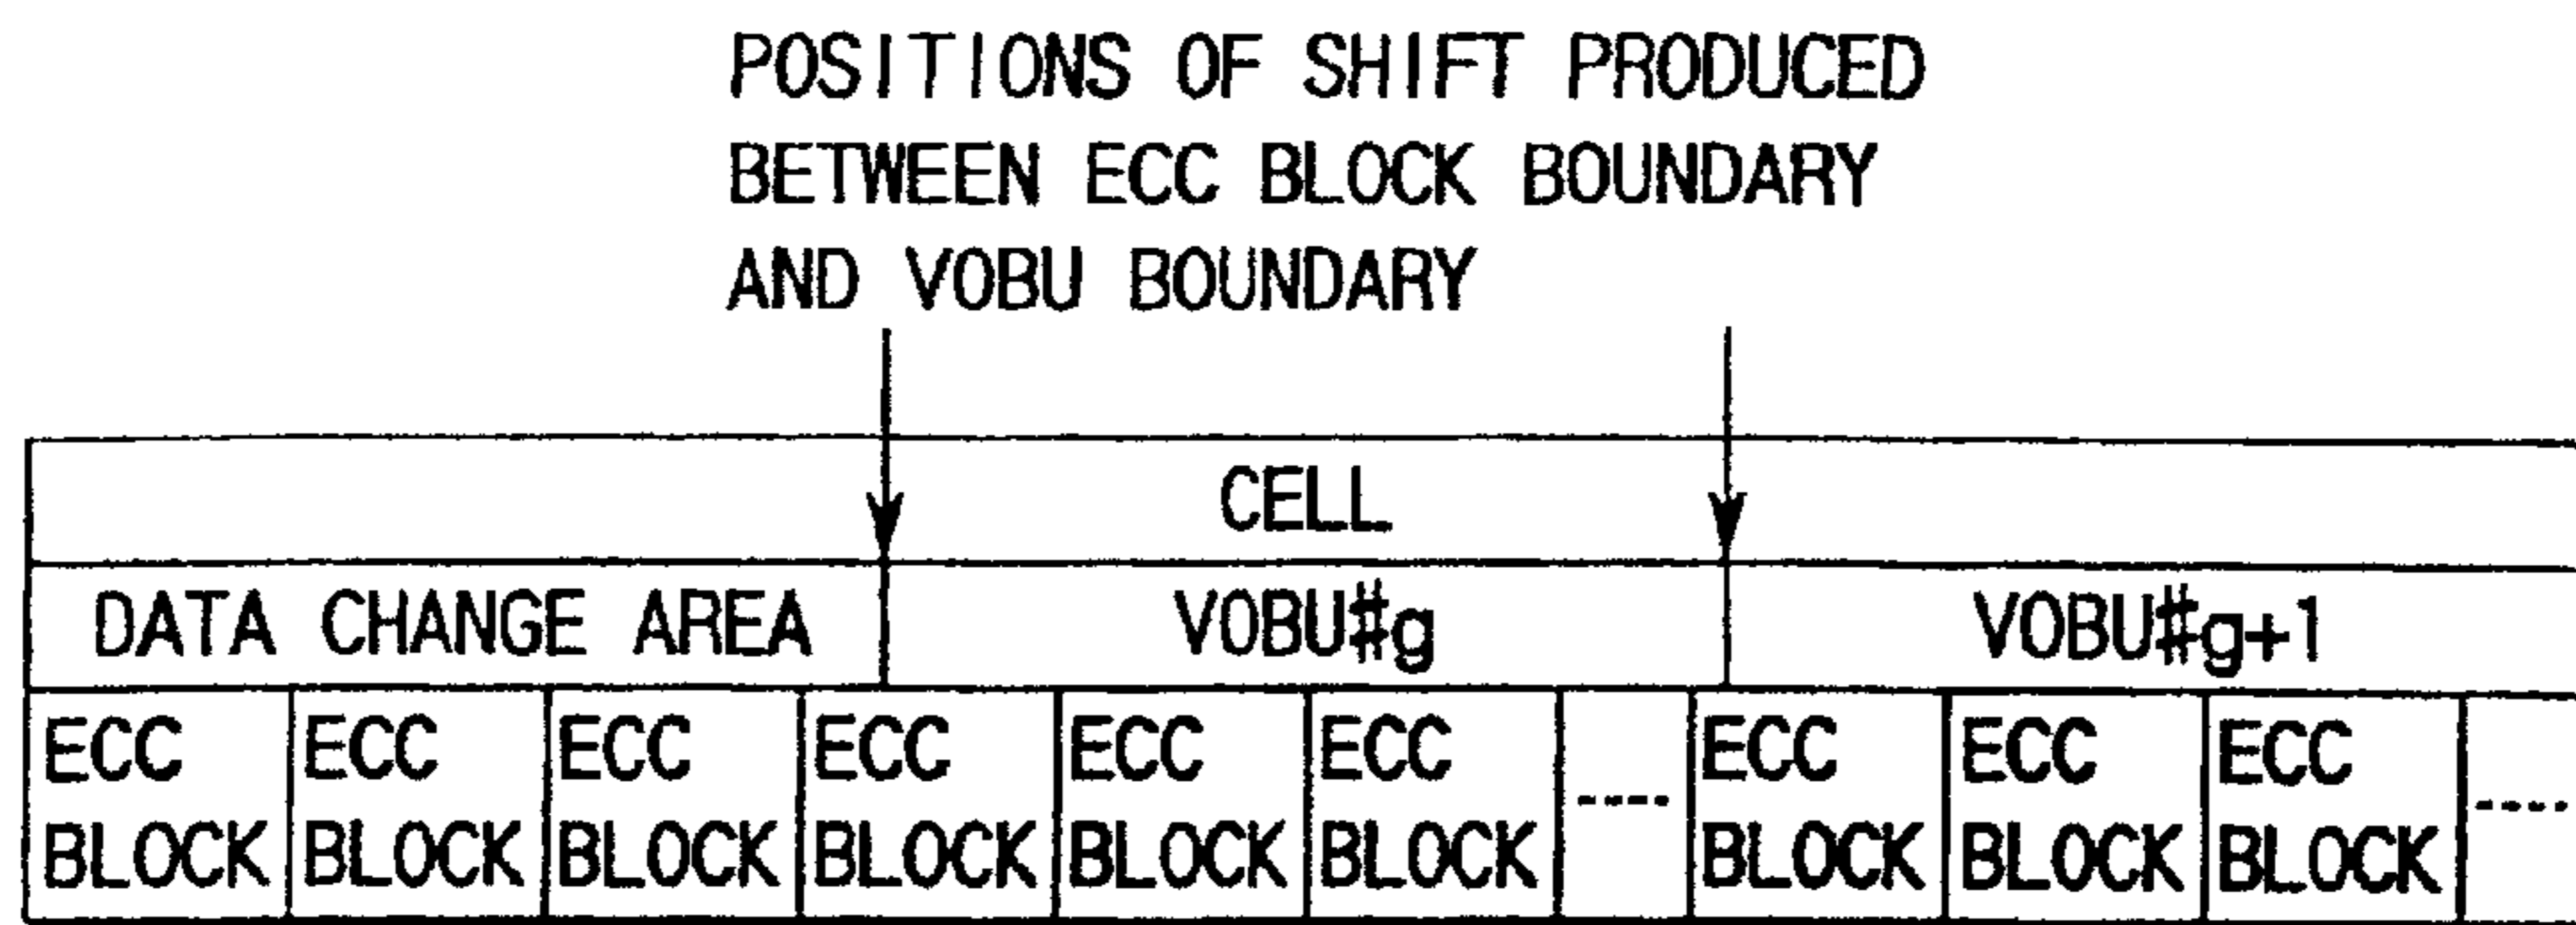 POSITIONS OF SHIFT PRODUCED
BETWEEN ECC BLOCK BOUNDARY
AND VOBU BOUNDARY
CELL
DATA CHANGE AREA VOBU#g VOBU#g+1
ECC ECC ECC ECC ECC ECC ---- ECC ECC ECC ----
BLOCK BLOCK BLOCK BLOCK BLOCK BLOCK BLOCK BLOCK BLOCK